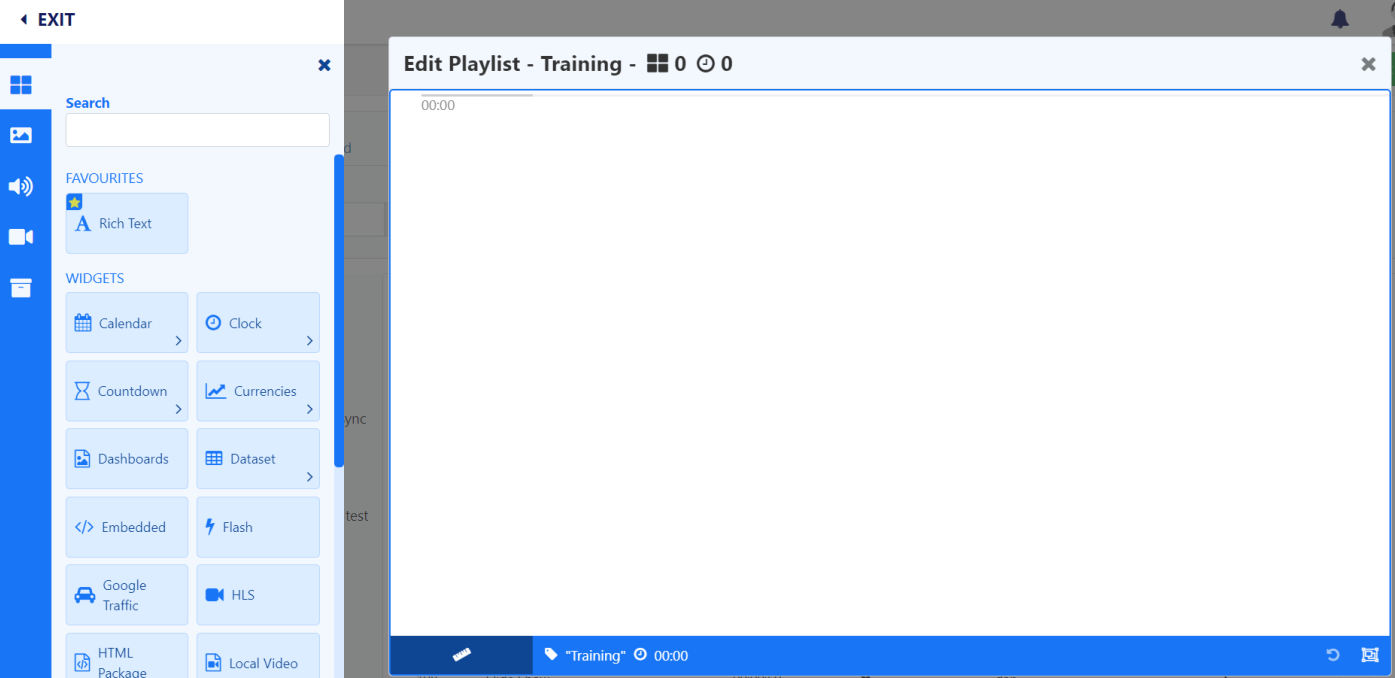 EXIT
Search
FAVOURITES
Rich Text
WIDGETS
Calendar
Clock
Countdown
Currencies
Dashboards
Dataset
Embedded
Flash
Google
Traffic
HLS
HTML
Package
Local Video
d
ync
test
Edit Playlist - Training - 0 0
00:00
"Training" 00:00